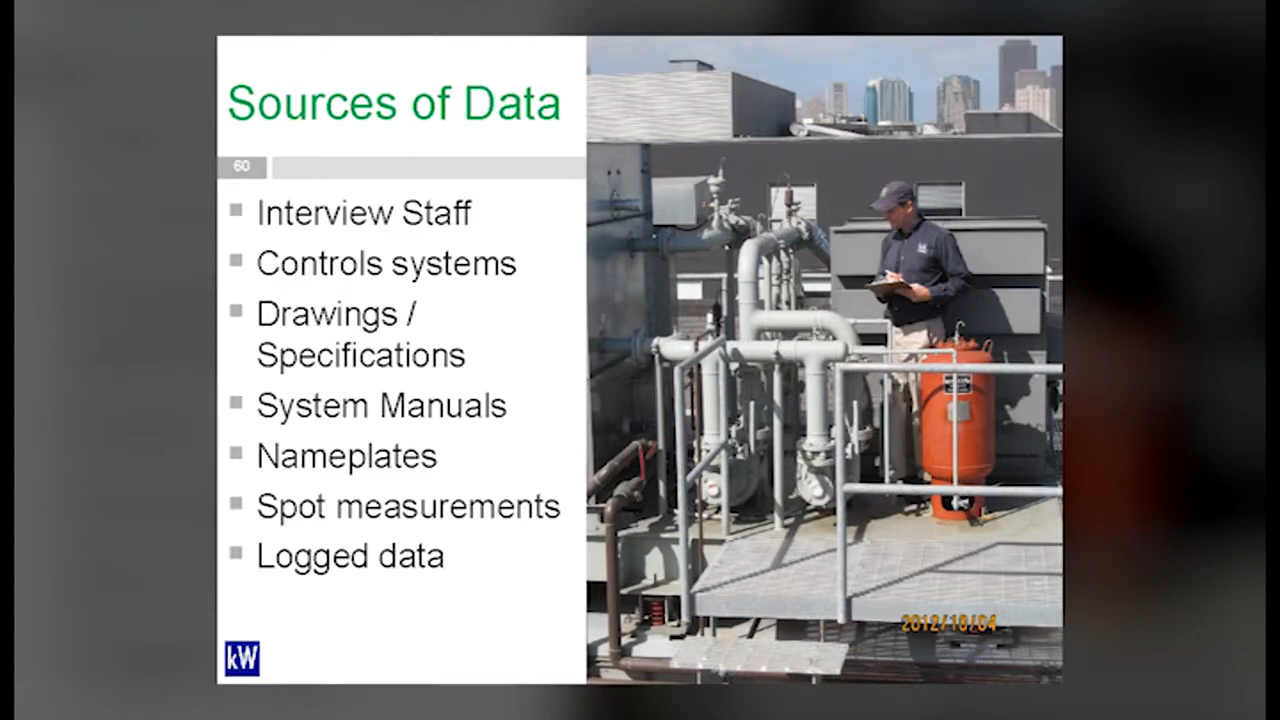 Sources of Data
60
Interview Staff
Controls systems
Drawings /
Specifications
System Manuals
Nameplates
Spot measurements
Logged data
kW
2012/10/04